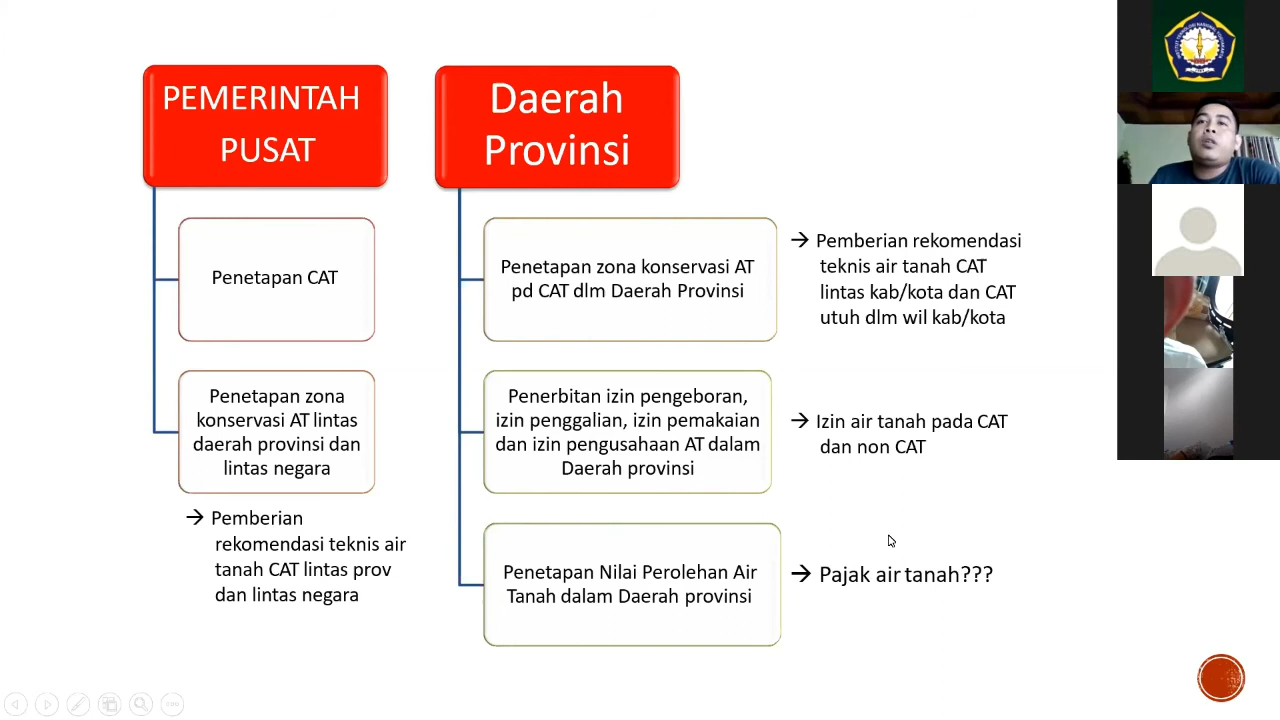 PEMERINTAH
PUSAT
Penetapan CAT
Penetapan zona
konservasi AT lintas
daerah provinsi dan
lintas negara
→ Pemberian
rekomendasi teknis air
tanah CAT lintas prov
dan lintas negara
Daerah
Provinsi
Penetapan zona konservasi AT
pd CAT dlm Daerah Provinsi
→ Pemberian rekomendasi
teknis air tanah CAT
lintas kab/kota dan CAT
utuh dlm wil kab/kota
Penerbitan izin pengeboran,
izin penggalian, izin pemakaian
dan izin pengusahaan AT dalam
Daerah provinsi
→ Izin air tanah pada CAT
dan non CAT
Penetapan Nilai Perolehan Air
Tanah dalam Daerah provinsi
→ Pajak air tanah???